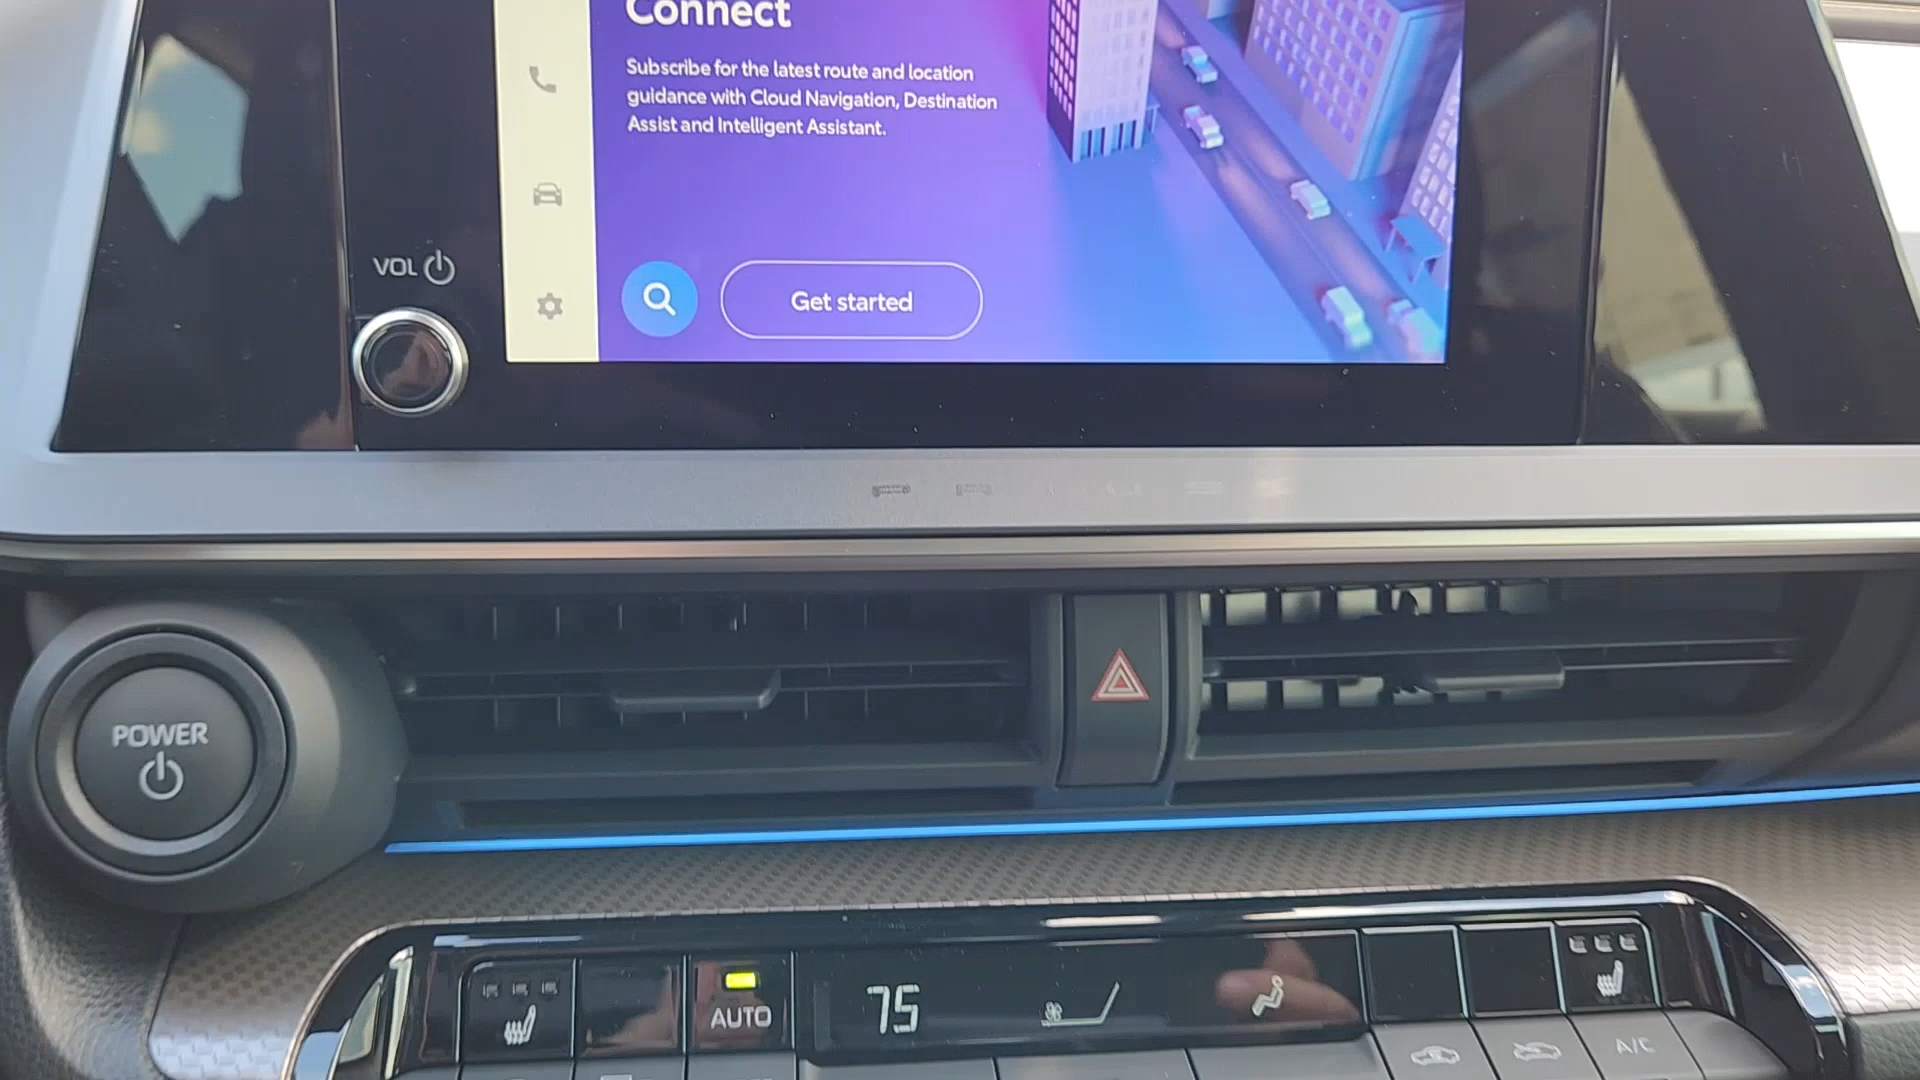 Connect
Subscribe for the latest route and location
guidance with Cloud Navigation, Destination
Assist and Intelligent Assistant.
VOL
Get started
POWER
AUTO
75
A/C